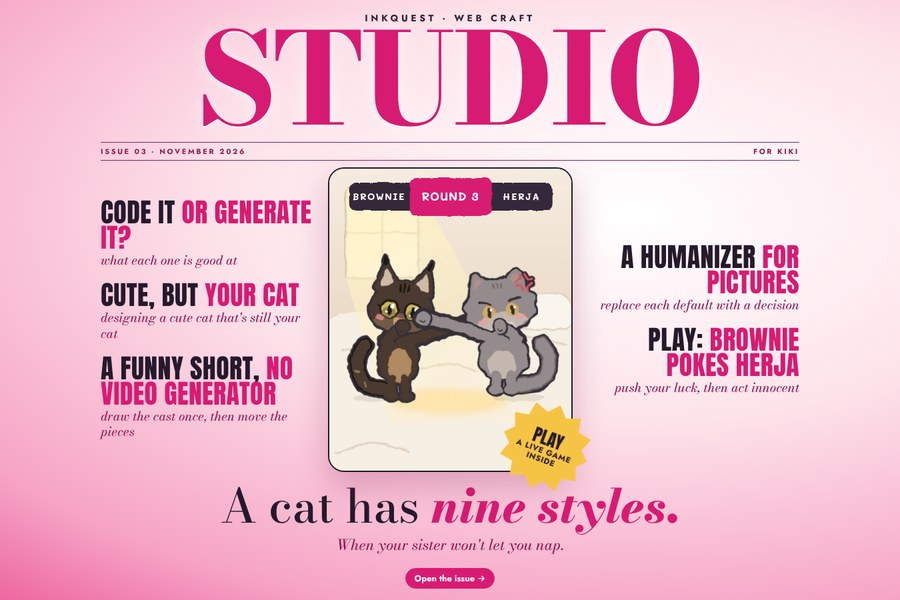 INKQUEST · WEB CRAFT
STUDIO
ISSUE 03 · NOVEMBER 2026
FOR KIKI
BROWNIE
ROUND 3
HERJA
CODE IT OR GENERATE
IT?
what each one is good at
CUTE, BUT YOUR CAT
designing a cute cat that's still your
cat
A FUNNY SHORT, NO
VIDEO GENERATOR
draw the cast once, then move the
pieces
A HUMANIZER FOR
PICTURES
replace each default with a decision
PLAY: BROWNIE
POKES HERJA
push your luck, then act innocent
PLAY
A LIVE GAME
INSIDE
A cat has nine styles.
When your sister won't let you nap.
Open the issue →